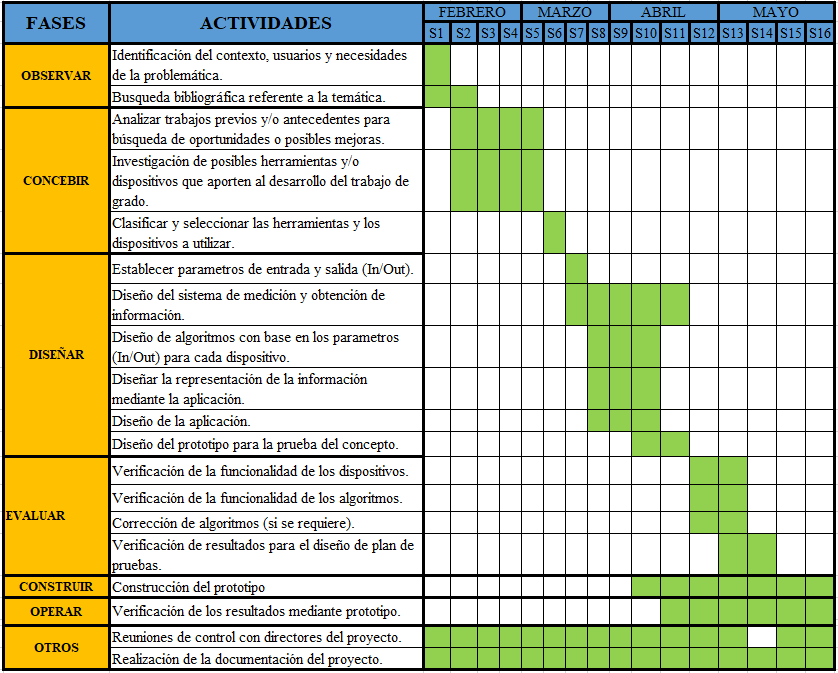 FASES ACTIVIDADES FEBRERO MARZO ABRIL MAYO
S1 S2 S3 S4 S5 S6 S7 S8 S9 S10 S11 S12 S13 S14 S15 S16
OBSERVAR
Identificación del contexto, usuarios y necesidades
de la problemática.
Busqueda bibliográfica referente a la temática.
CONCEBIR
Analizar trabajos previos y/o antecedentes para
búsqueda de oportunidades o posibles mejoras.
Investigación de posibles herramientas y/o
dispositivos que aporten al desarrollo del trabajo de
grado.
Clasificar y seleccionar las herramientas y los
dispositivos a utilizar.
DISEÑAR
Establecer parametros de entrada y salida (In/Out).
Diseño del sistema de medición y obtención de
información.
Diseño de algoritmos con base en los parametros
(In/Out) para cada dispositivo.
Diseñar la representación de la información
mediante la aplicación.
Diseño de la aplicación.
Diseño del prototipo para la prueba del concepto.
EVALUAR
Verificación de la funcionalidad de los dispositivos.
Verificación de la funcionalidad de los algoritmos.
Corrección de algoritmos (si se requiere).
Verificación de resultados para el diseño de plan de
pruebas.
CONSTRUIR
Construcción del prototipo
OPERAR
Verificación de los resultados mediante prototipo.
OTROS
Reuniones de control con directores del proyecto.
Realización de la documentación del proyecto.